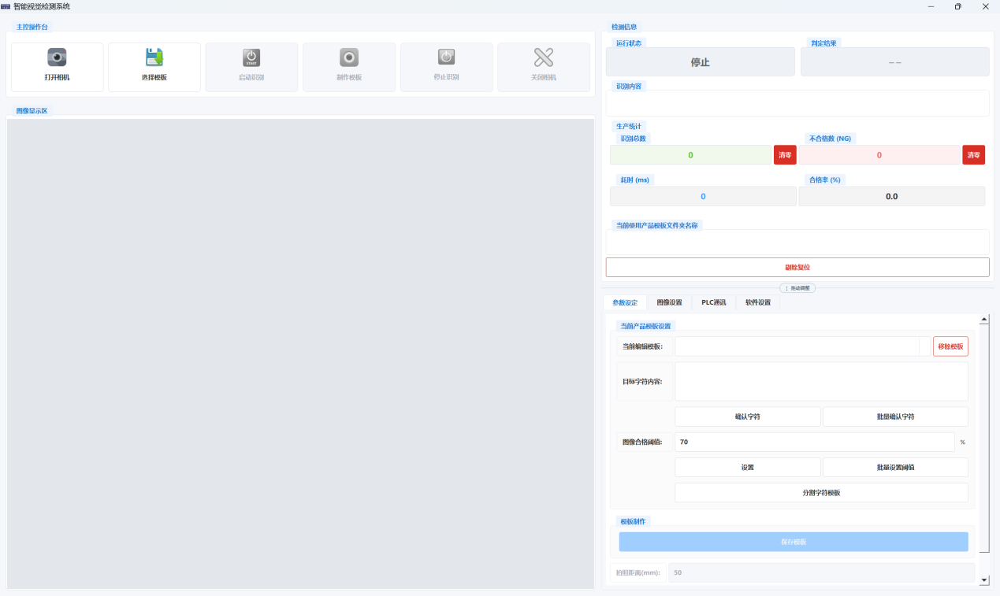 智能视觉检测系统
主控操作台
打开相机
选择模板
START
启动识别
制作模板
停止识别
关闭相机
图像显示区
检测信息
运行状态
判定结果
停止
--
识别内容
生产统计
识别总数
不合格数 (NG)
0
清零
0
清零
耗时 (ms)
合格率 (%)
0
0.0
当前使用产品模板文件夹名称
剔除复位
拖动调整
参数设定
图像设置
PLC通讯
软件设置
当前产品模板设置
当前编辑模板:
移除模板
目标字符内容:
确认字符
批量确认字符
图像合格阈值:
70
%
设置
批量设置阈值
分割字符模板
模板制作
保存模板
拍照距离(mm):
50